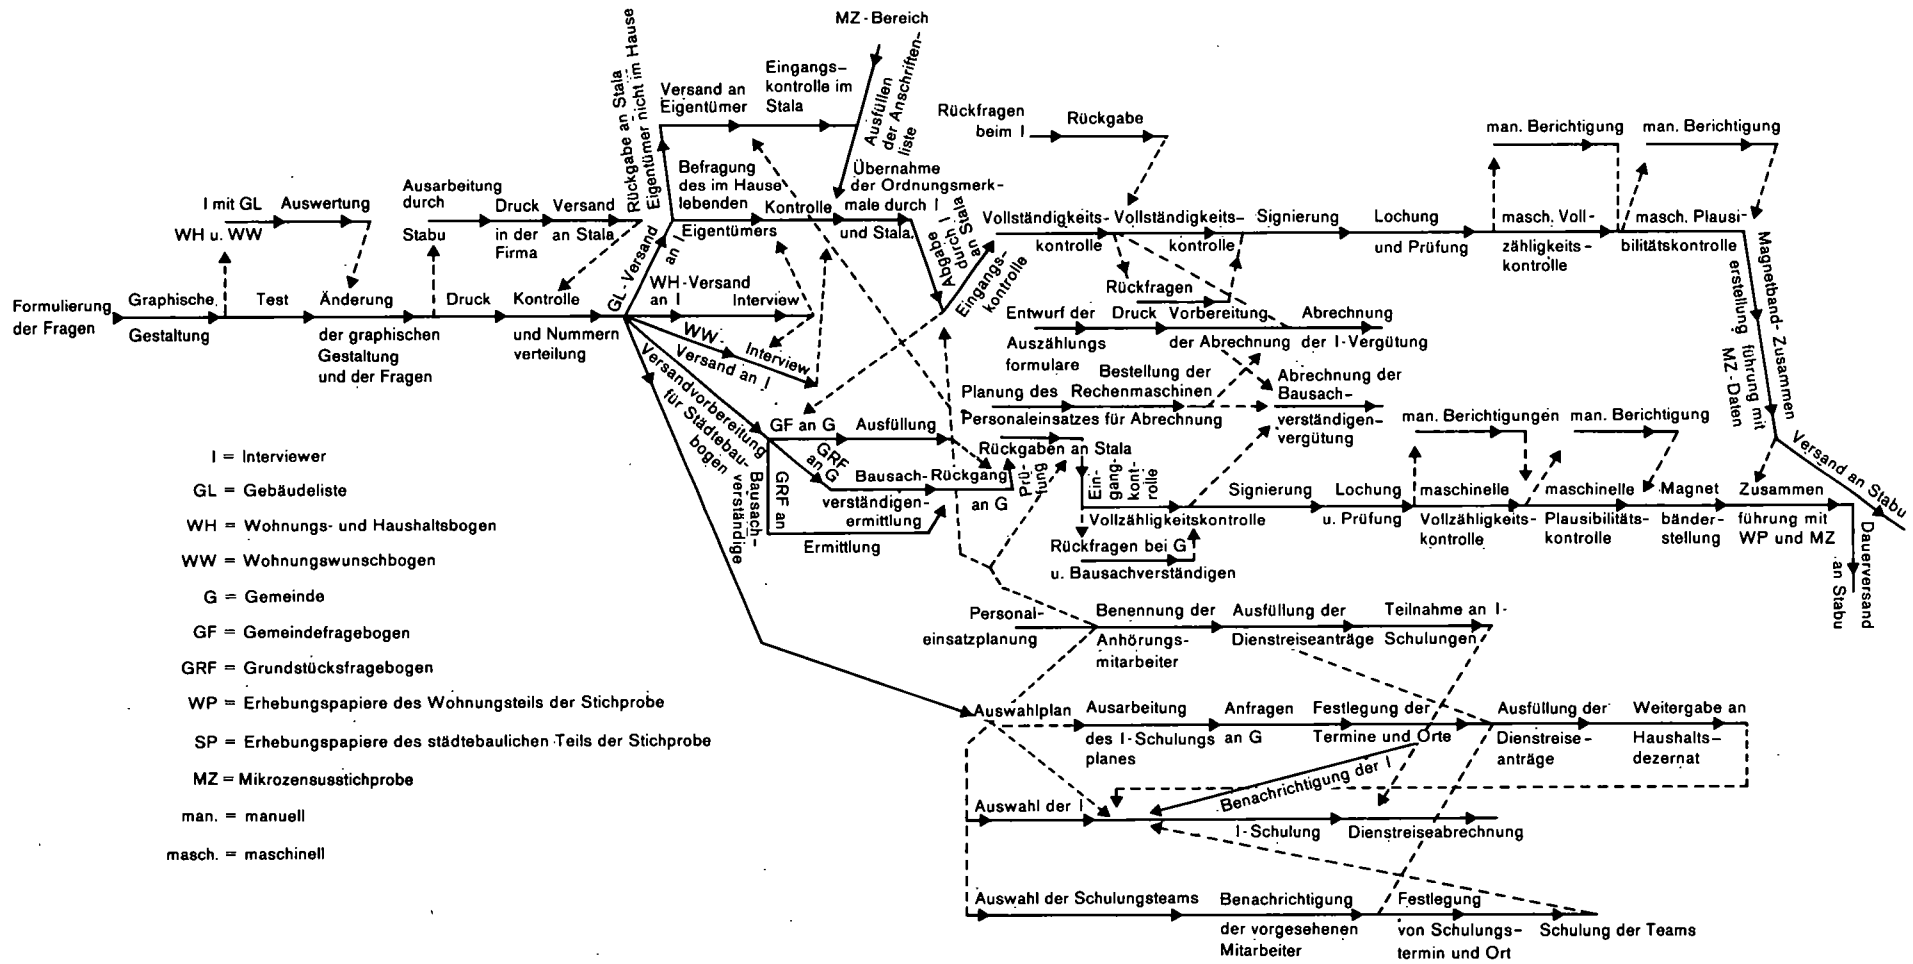 MZ-Bereich
Rückgabe an Stala
Eigentümer nicht im Hause
Versand an
Eigentümer
Eingangs-
kontrolle im
Stala
Ausfüllen
der Anschriften-
liste
Rückfragen
beim I
Rückgabe
man. Berichtigung
man. Berichtigung
I mit GL
WH u. WW
Auswertung
Ausarbeitung
durch
Stabu
Druck
in der
Firma
Versand
an Stala
GL-Versand
an I
Befragung
des im Hause
lebenden
Eigentümers
Kontrolle
Übernahme
der Ordnungsmerk-
male durch I
und Stala
Abgabe
durch I
an Stala
Eingangs-
kontrolle
Vollständigkeits-
kontrolle
Vollständigkeits-
kontrolle
Signierung
Lochung
und Prüfung
masch. Voll-
zähligkeits-
kontrolle
masch. Plausi-
bilitätskontrolle
Magnetband-
erstellung
Zusammen
führung mit
MZ-Daten
Versand an Stabu
Formulierung
der Fragen
Graphische
Gestaltung
Test
Änderung
der graphischen
Gestaltung
und der Fragen
Druck
Kontrolle
und Nummern
verteilung
WH-Versand
an I
Interview
WW-
Versand an I
Interview
Rückfragen
Entwurf der
Auszählungs
formulare
Druck
Vorbereitung
der Abrechnung
Abrechnung
der I-Vergütung
Versandvorbereitung
für Städtebau-
bogen
Planung des
Personaleinsatzes für Abrechnung
Bestellung der
Rechenmaschinen
Abrechnung der
Bausach-
verständigen-
vergütung
GF an G
Ausfüllung
GRF
an G
Bausach-
verständigen-
ermittlung
Rückgang
an G
GRF an
Bausach-
verständige
Ermittlung
Rückgaben an Stala
Prü-
fung
Ein-
gang-
kont-
rolle
Vollzähligkeitskontrolle
Rückfragen bei G
u. Bausachverständigen
Signierung
Lochung
u. Prüfung
man. Berichtigungen
man. Berichtigung
maschinelle
Vollzähligkeits-
kontrolle
maschinelle
Plausibilitäts-
kontrolle
Magnet
bänder-
stellung
Zusammen
führung mit
WP und MZ
Dauerversand
an Stabu
Personal-
einsatzplanung
Benennung der
Anhörungs-
mitarbeiter
Ausfüllung der
Dienstreiseanträge
Teilnahme an I-
Schulungen
Auswahlplan
Ausarbeitung
des I-Schulungs
planes
Anfragen
an G
Festlegung der
Termine und Orte
Ausfüllung der
Dienstreise-
anträge
Weitergabe an
Haushalts-
dezernat
Benachrichtigung der I
Auswahl der I
I-Schulung
Dienstreiseabrechnung
Auswahl der Schulungsteams
Benachrichtigung
der vorgesehenen
Mitarbeiter
Festlegung
von Schulungs-
termin und Ort
Schulung der Teams
I = Interviewer
GL = Gebäudeliste
WH = Wohnungs- und Haushaltsbogen
WW = Wohnungswunschbogen
G = Gemeinde
GF = Gemeindefragebogen
GRF = Grundstücksfragebogen
WP = Erhebungspapiere des Wohnungsteils der Stichprobe
SP = Erhebungspapiere des städtebaulichen Teils der Stichprobe
MZ = Mikrozensusstichprobe
man. = manuell
masch. = maschinell